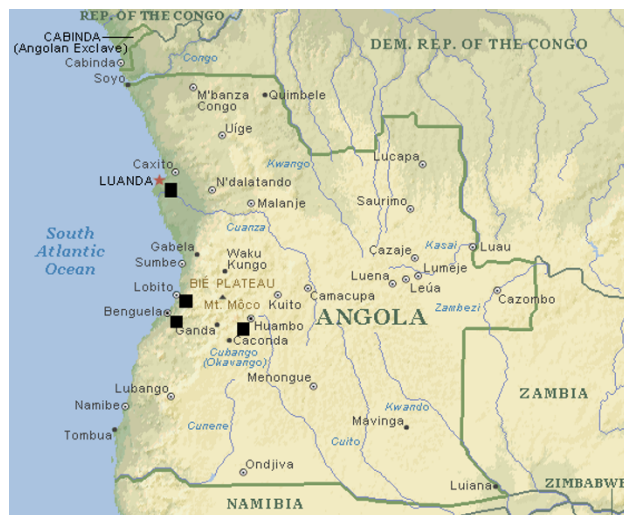 REP. OF THE CONGO
CABINDA
(Angolan Exclave)
DEM. REP. OF THE CONGO
Cabinda
Congo
Soyo
M'banza
Congo
Quimbele
Uíge
Caxito
Kwango
Lucapa
LUANDA
N'dalatando
Malanje
Saurimo
Cuanza
South
Atlantic
Ocean
Gabela
Waku
Kungo
Sumbe
Cazaje
Kasai
Luau
BIÉ PLATEAU
Luena
Lumeje
Leúa
Lobito
Mt. Môco
Kuito
Camacupa
Cazombo
Zambezi
Benguela
Ganda
Huambo
ANGOLA
Caconda
Cubango
(Okavango)
Menongue
Lubango
ZAMBIA
Namibe
Kwando
Cunene
Mavinga
Tombua
Cuito
Ondjiva
Luiana
ZIMBABWE
NAMIBIA